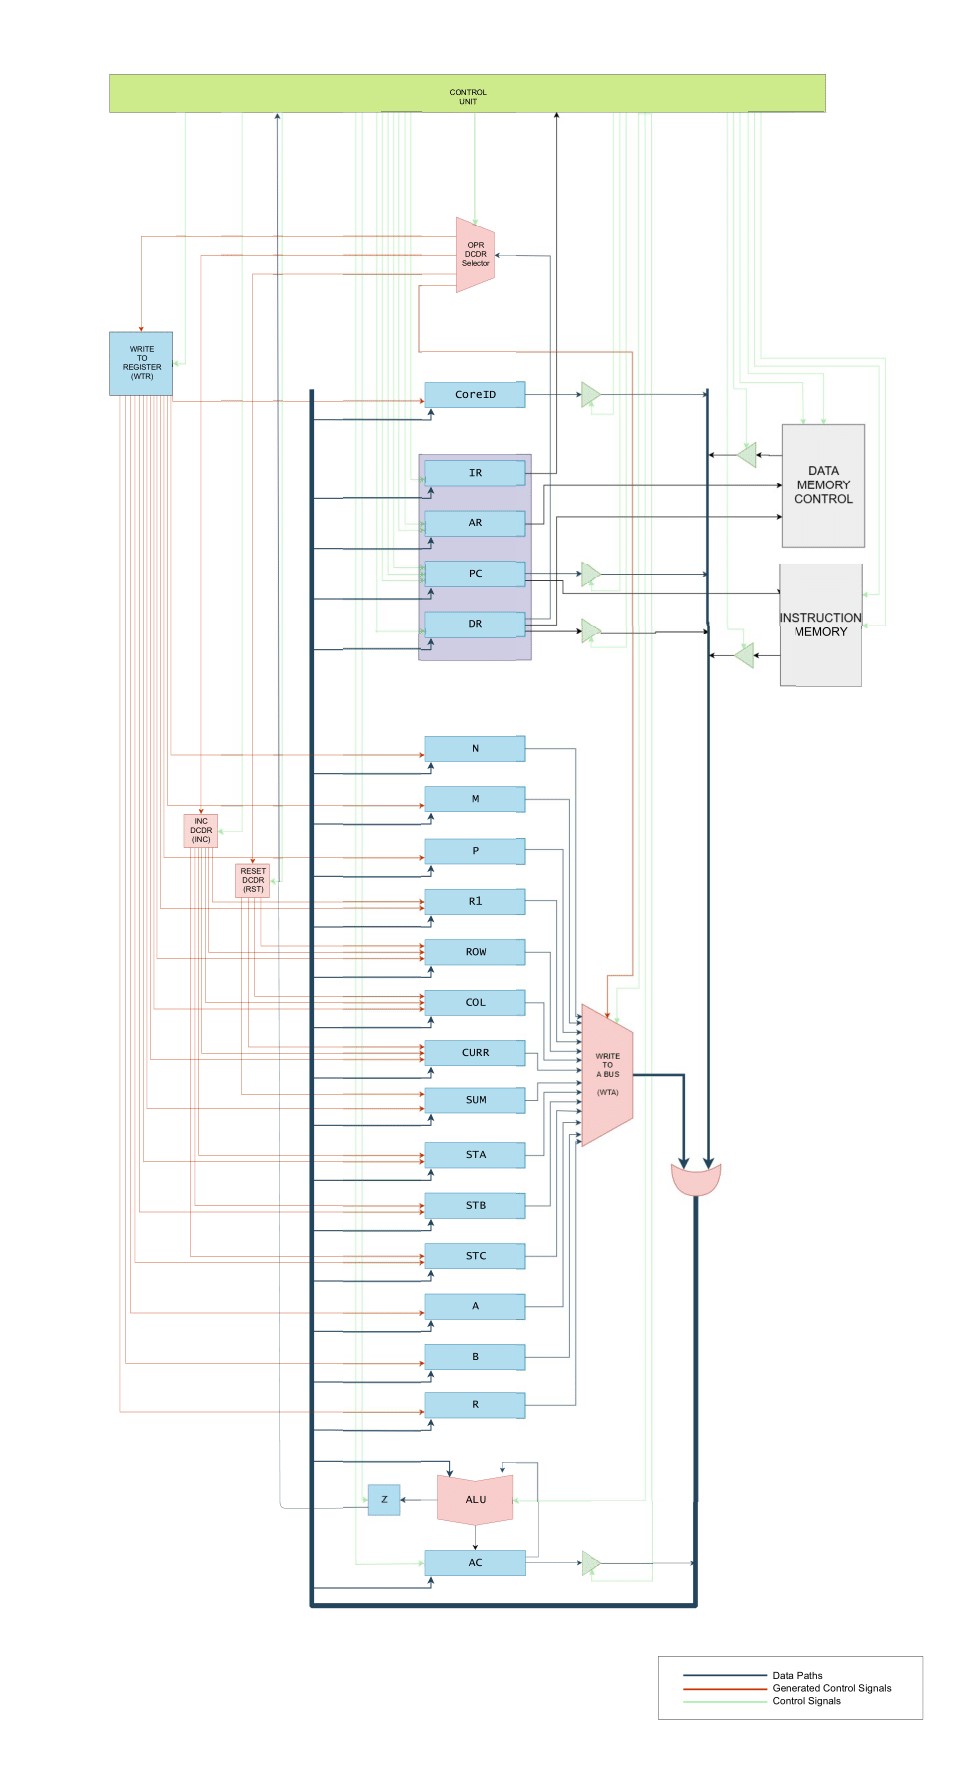 CONTROL
UNIT
OPR
DCDR
Selector
WRITE
TO
REGISTER
(WTR)
CoreID
IR
AR
PC
DR
DATA
MEMORY
CONTROL
INSTRUCTION
MEMORY
N
M
P
R1
ROW
COL
CURR
SUM
STA
STB
STC
A
B
R
INC
DCDR
(INC)
RESET
DCDR
(RST)
WRITE
TO
A BUS
(WTA)
Z
ALU
AC
Data Paths
Generated Control Signals
Control Signals